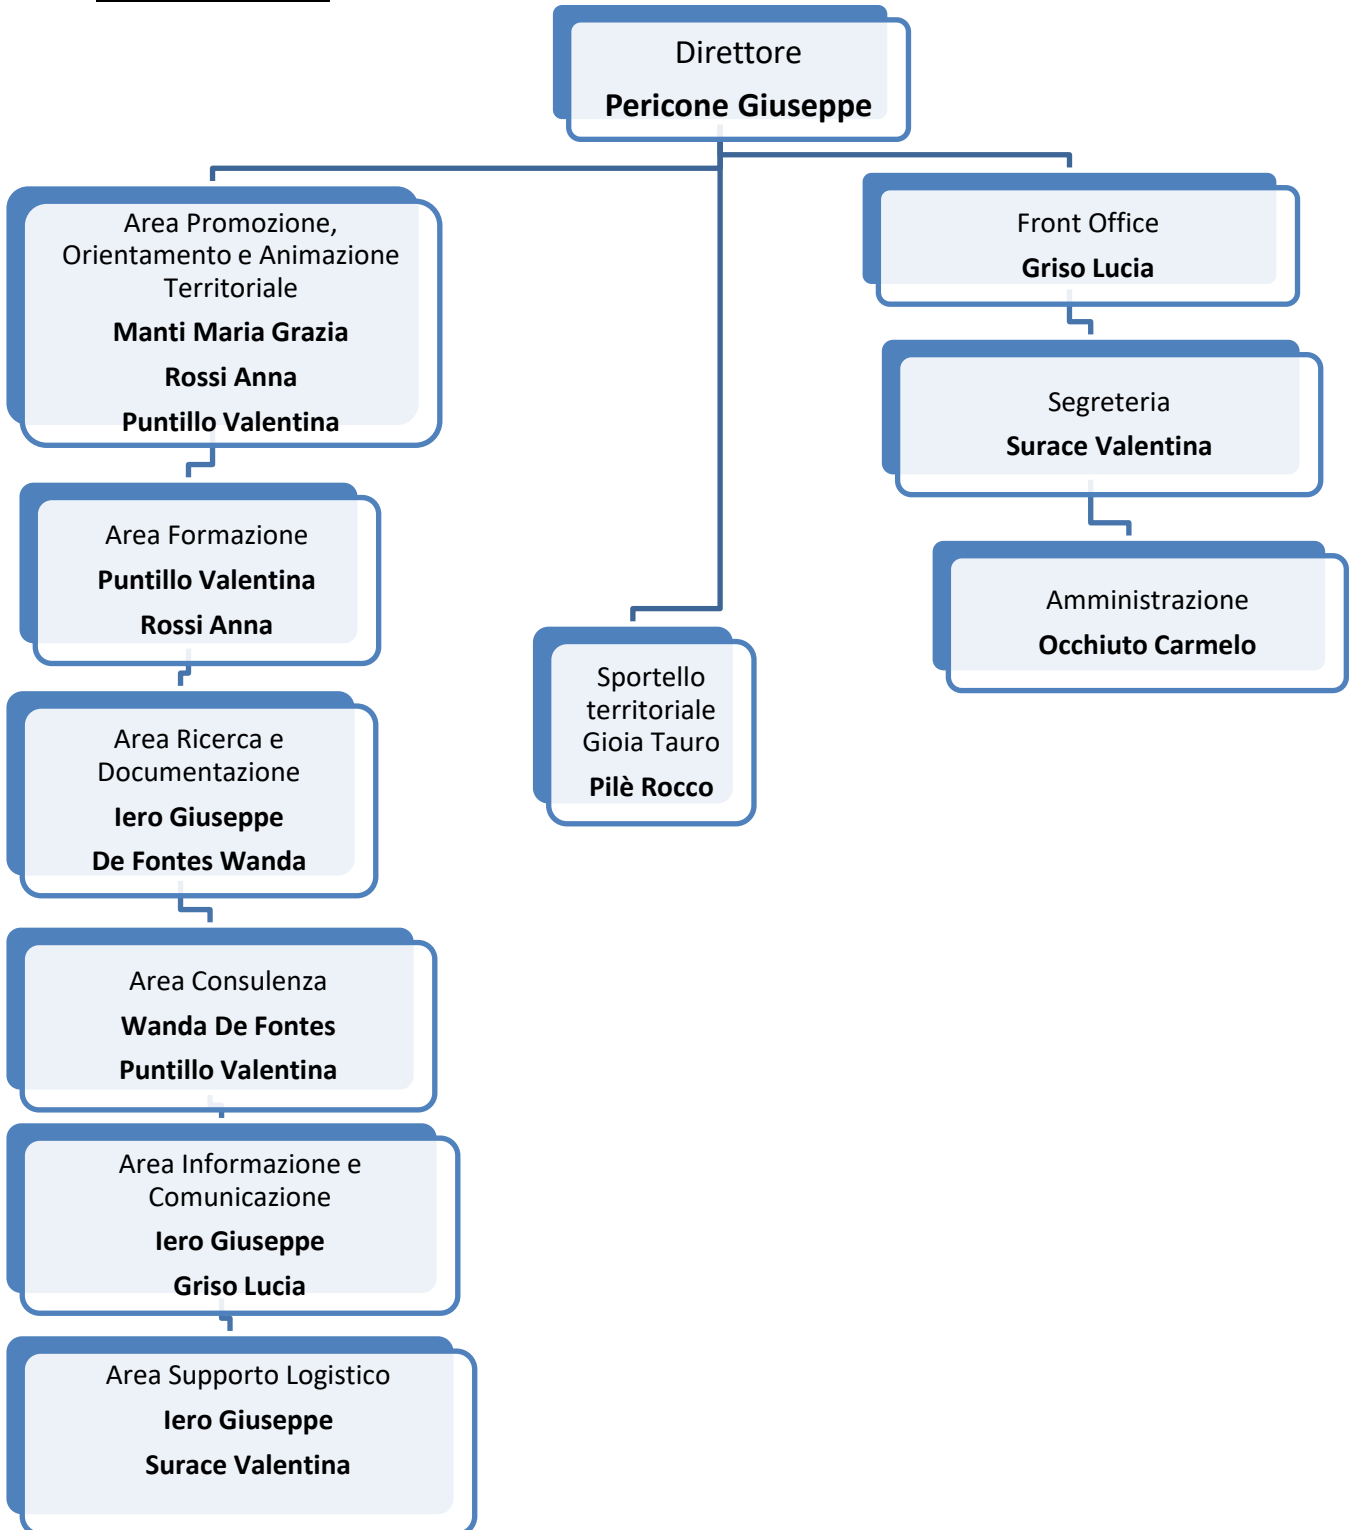 Direttore
Pericone Giuseppe
Area Promozione,
Orientamento e Animazione
Territoriale
Manti Maria Grazia
Rossi Anna
Puntillo Valentina
Area Formazione
Puntillo Valentina
Rossi Anna
Area Ricerca e
Documentazione
Iero Giuseppe
De Fontes Wanda
Area Consulenza
Wanda De Fontes
Puntillo Valentina
Area Informazione e
Comunicazione
Iero Giuseppe
Griso Lucia
Area Supporto Logistico
Iero Giuseppe
Surace Valentina
Sportello
territoriale
Gioia Tauro
Pilè Rocco
Front Office
Griso Lucia
Segreteria
Surace Valentina
Amministrazione
Occhiuto Carmelo